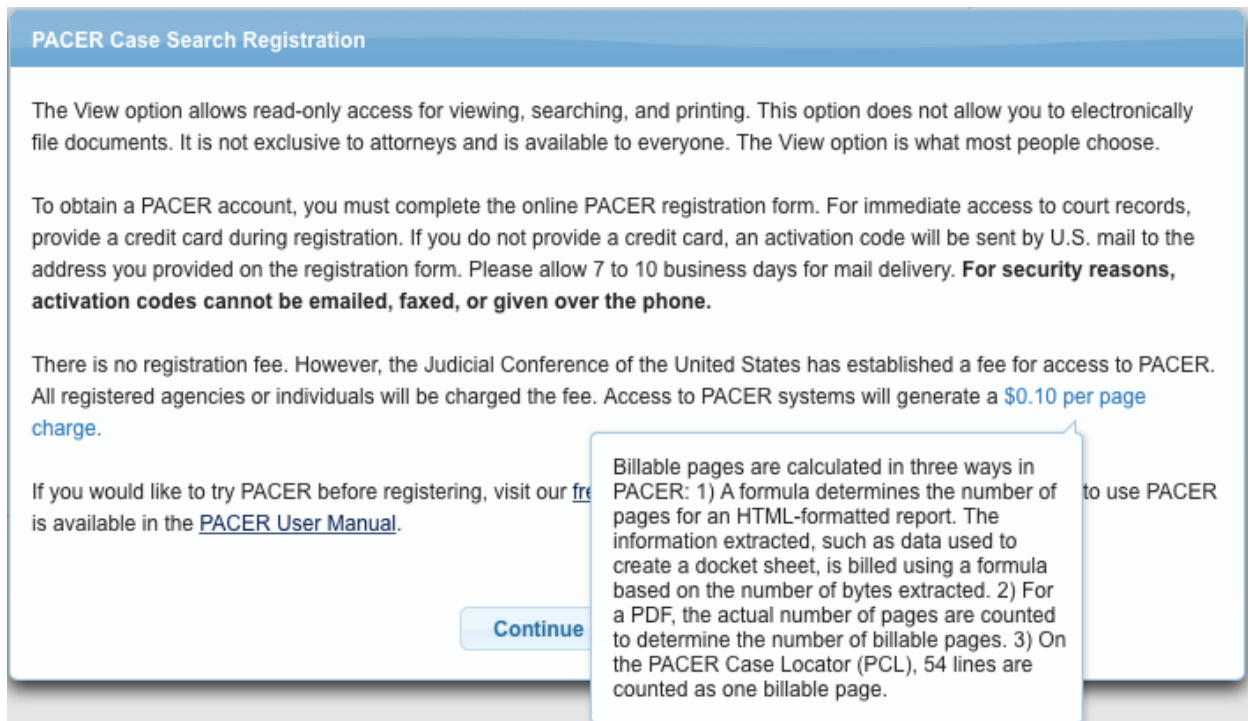 PACER Case Search Registration
The View option allows read-only access for viewing, searching, and printing. This option does not allow you to electronically
file documents. It is not exclusive to attorneys and is available to everyone. The View option is what most people choose.
To obtain a PACER account, you must complete the online PACER registration form. For immediate access to court records,
provide a credit card during registration. If you do not provide a credit card, an activation code will be sent by U.S. mail to the
address you provided on the registration form. Please allow 7 to 10 business days for mail delivery. For security reasons,
activation codes cannot be emailed, faxed, or given over the phone.
There is no registration fee. However, the Judicial Conference of the United States has established a fee for access to PACER.
All registered agencies or individuals will be charged the fee. Access to PACER systems will generate a $0.10 per page
charge.
If you would like to try PACER before registering, visit our to use PACER
is available in the PACER User Manual.
Billable pages are calculated in three ways in
PACER: 1) A formula determines the number of
pages for an HTML-formatted report. The
information extracted, such as data used to
create a docket sheet, is billed using a formula
based on the number of bytes extracted. 2) For
a PDF, the actual number of pages are counted
to determine the number of billable pages. 3) On
the PACER Case Locator (PCL), 54 lines are
counted as one billable page.
Continue